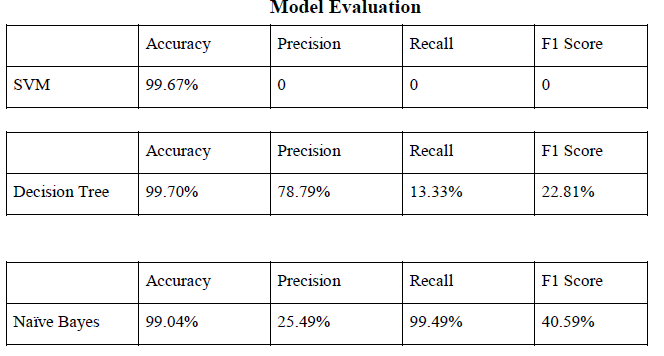 Model Evaluation
Accuracy Precision Recall F1 Score
SVM 99.67% 0 0 0
Accuracy Precision Recall F1 Score
Decision Tree 99.70% 78.79% 13.33% 22.81%
Accuracy Precision Recall F1 Score
Naïve Bayes 99.04% 25.49% 99.49% 40.59%